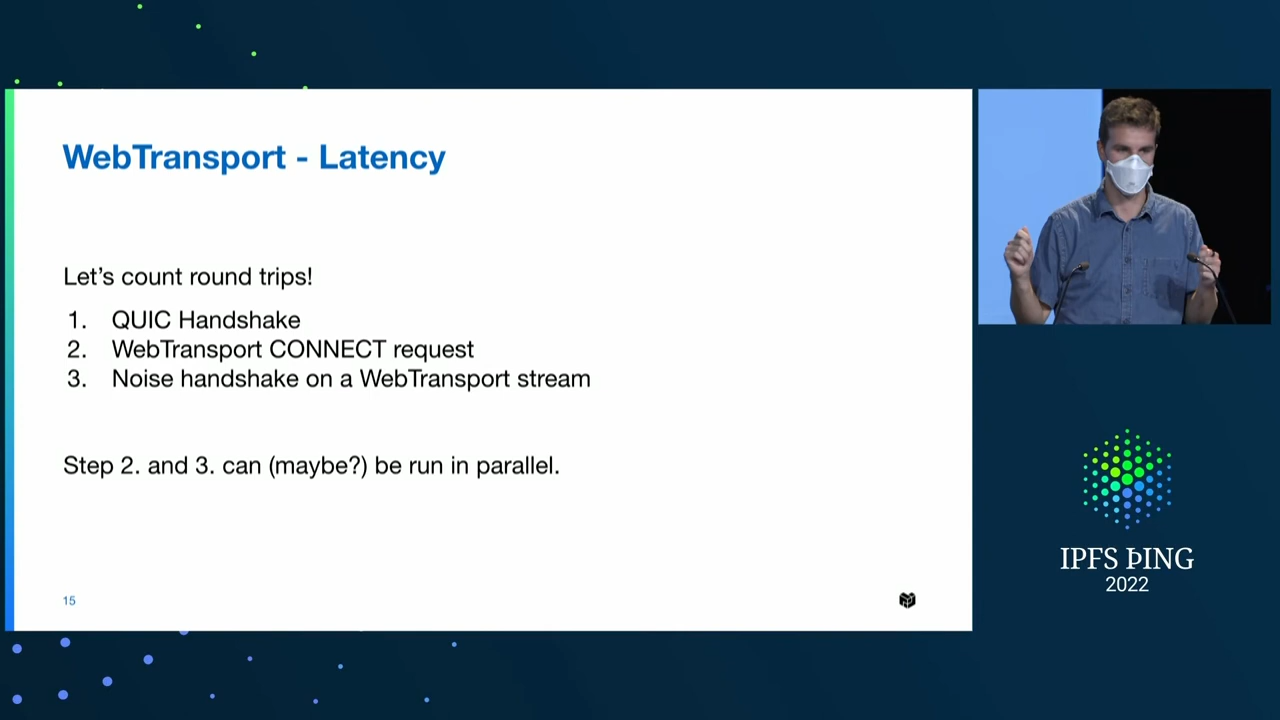 WebTransport - Latency
Let’s count round trips!
1. QUIC Handshake
2. WebTransport CONNECT request
3. Noise handshake on a WebTransport stream
Step 2. and 3. can (maybe?) be run in parallel.
15
IPFS ÞING
2022